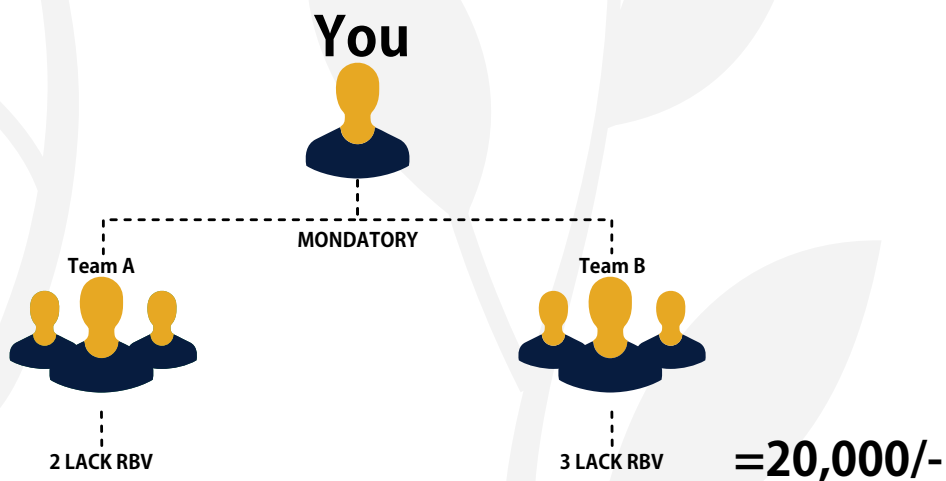 You
MONDATORY
Team A
Team B
2 LACK RBV
3 LACK RBV
=20,000/-